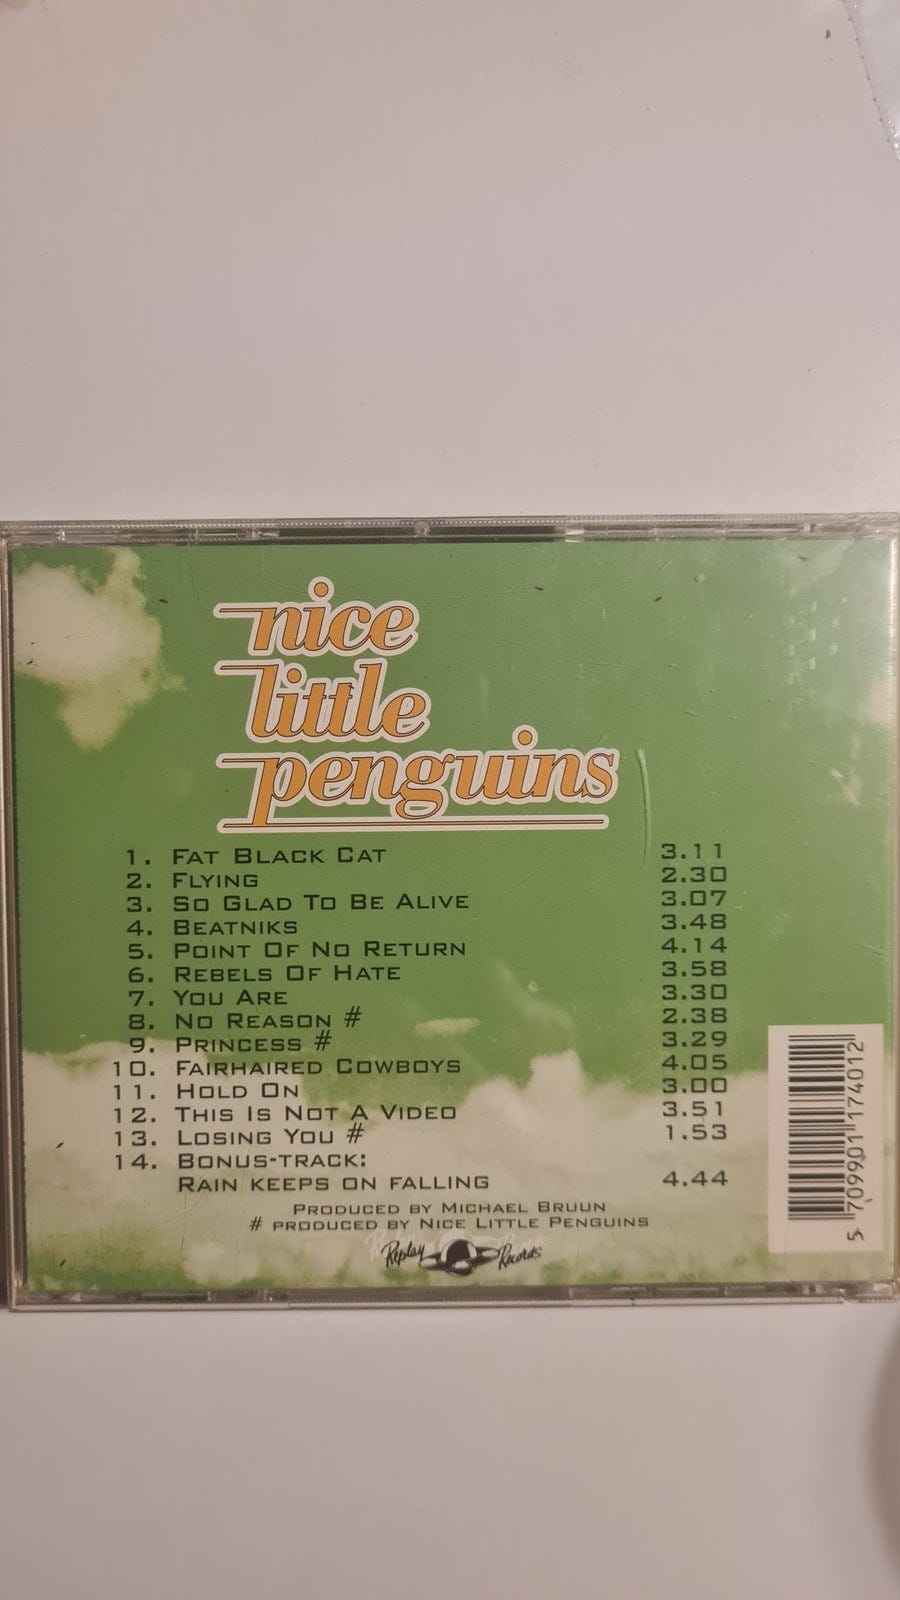 nice
little
penguins
1. FAT BLACK CAT 3.11
2. FLYING 2.30
3. SO GLAD TO BE ALIVE 3.07
4. BEATNIKS 3.48
5. POINT OF NO RETURN 4.14
6. REBELS OF HATE 3.58
7. YOU ARE 3.30
8. NO REASON # 2.38
9. PRINCESS # 3.29
10. FAIRHAIRED COWBOYS 4.05
11. HOLD ON 3.00
12. THIS IS NOT A VIDEO 3.51
13. LOSING YOU # 1.53
14. BONUS-TRACK:
RAIN KEEPS ON FALLING 4.44
PRODUCED BY MICHAEL BRUUN
# PRODUCED BY NICE LITTLE PENGUINS
Replay Records
5 709901 174012